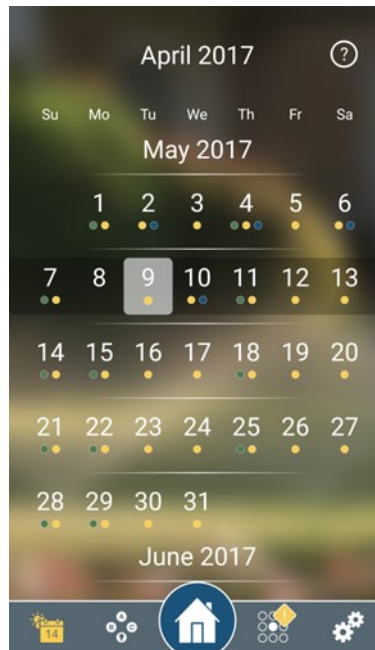 April 2017
?
Su Mo Tu We Th Fr Sa
May 2017
1 2 3 4 5 6
7 8 9 10 11 12 13
14 15 16 17 18 19 20
21 22 23 24 25 26 27
28 29 30 31
June 2017
14 A B C !